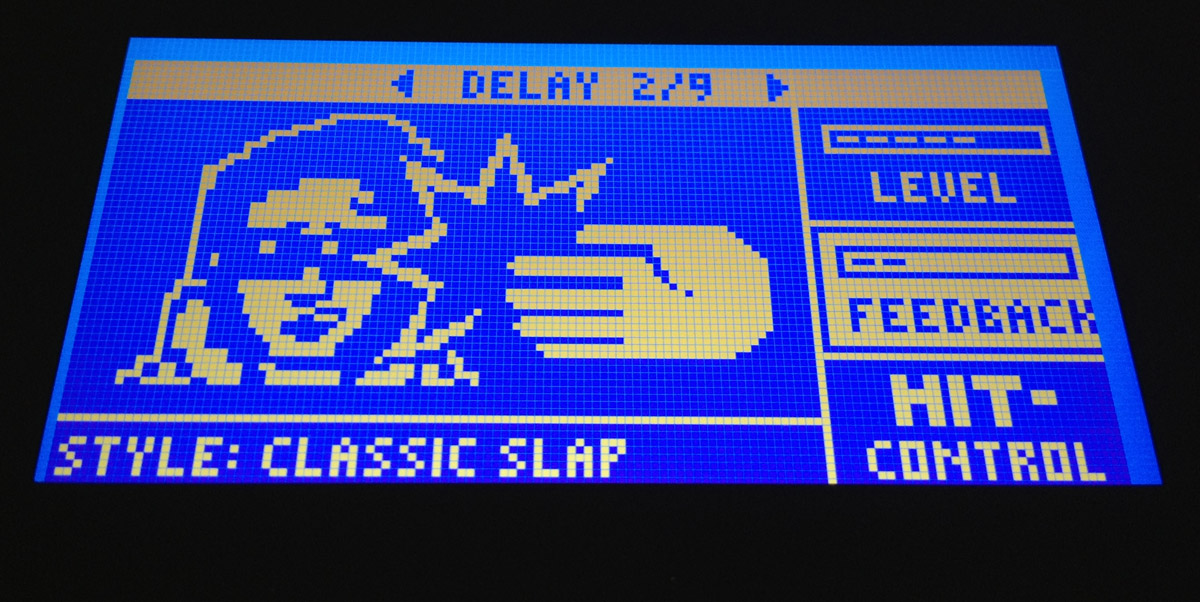 DELAY 2/9
LEVEL
FEEDBACK
HIT-
CONTROL
STYLE: CLASSIC SLAP